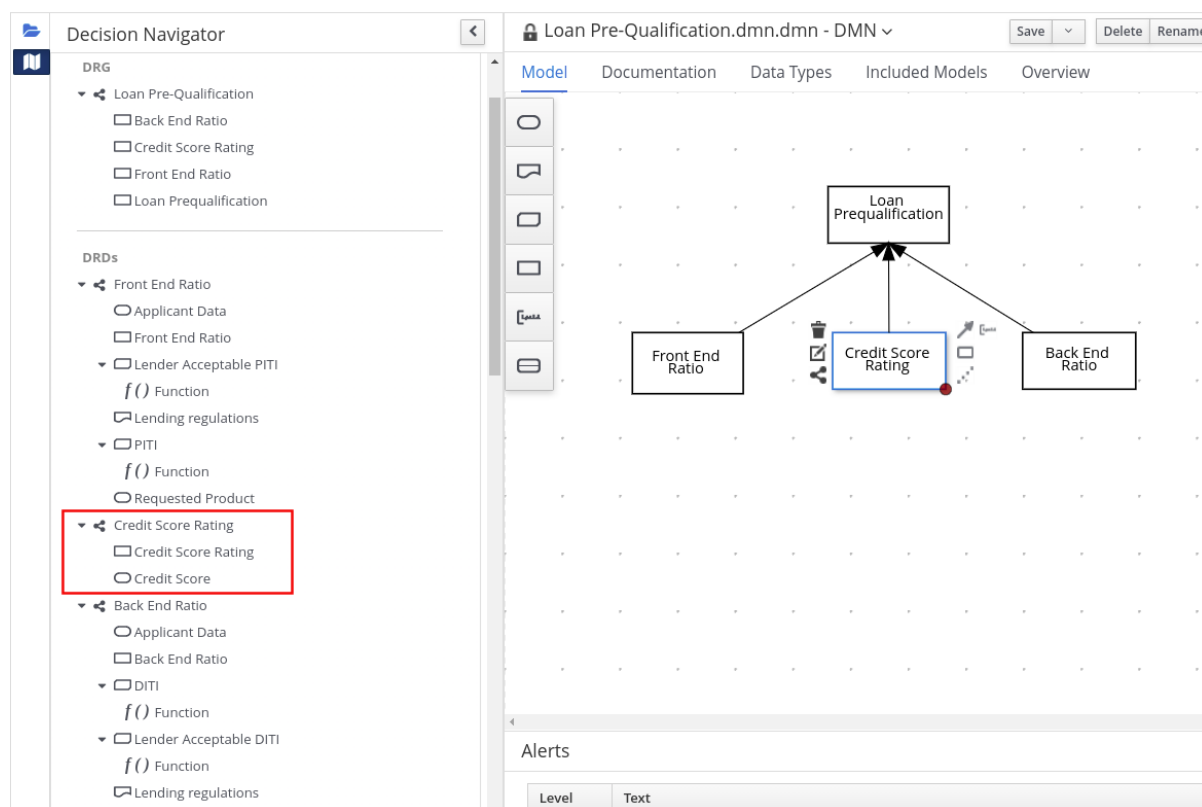 Decision Navigator
DRG
Loan Pre-Qualification
Back End Ratio
Credit Score Rating
Front End Ratio
Loan Prequalification
DRDs
Front End Ratio
Applicant Data
Front End Ratio
Lender Acceptable PITI
f () Function
Lending regulations
PITI
f () Function
Requested Product
Credit Score Rating
Credit Score Rating
Credit Score
Back End Ratio
Applicant Data
Back End Ratio
DITI
f () Function
Lender Acceptable DITI
f () Function
Lending regulations
Loan Pre-Qualification.dmn.dmn - DMN
Save Delete Rename
Model Documentation Data Types Included Models Overview
Loan
Prequalification
Front End
Ratio
Credit Score
Rating
Back End
Ratio
Alerts
Level Text